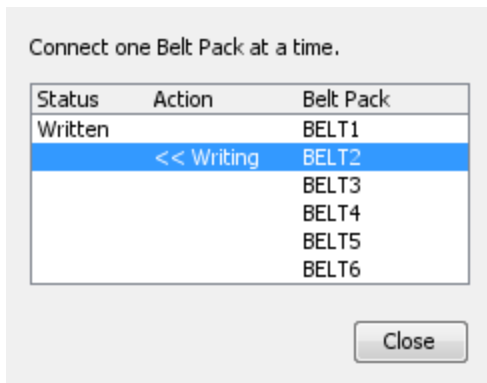 Connect one Belt Pack at a time.
Status Action Belt Pack
Written BELT1
<< Writing BELT2
BELT3
BELT4
BELT5
BELT6
Close